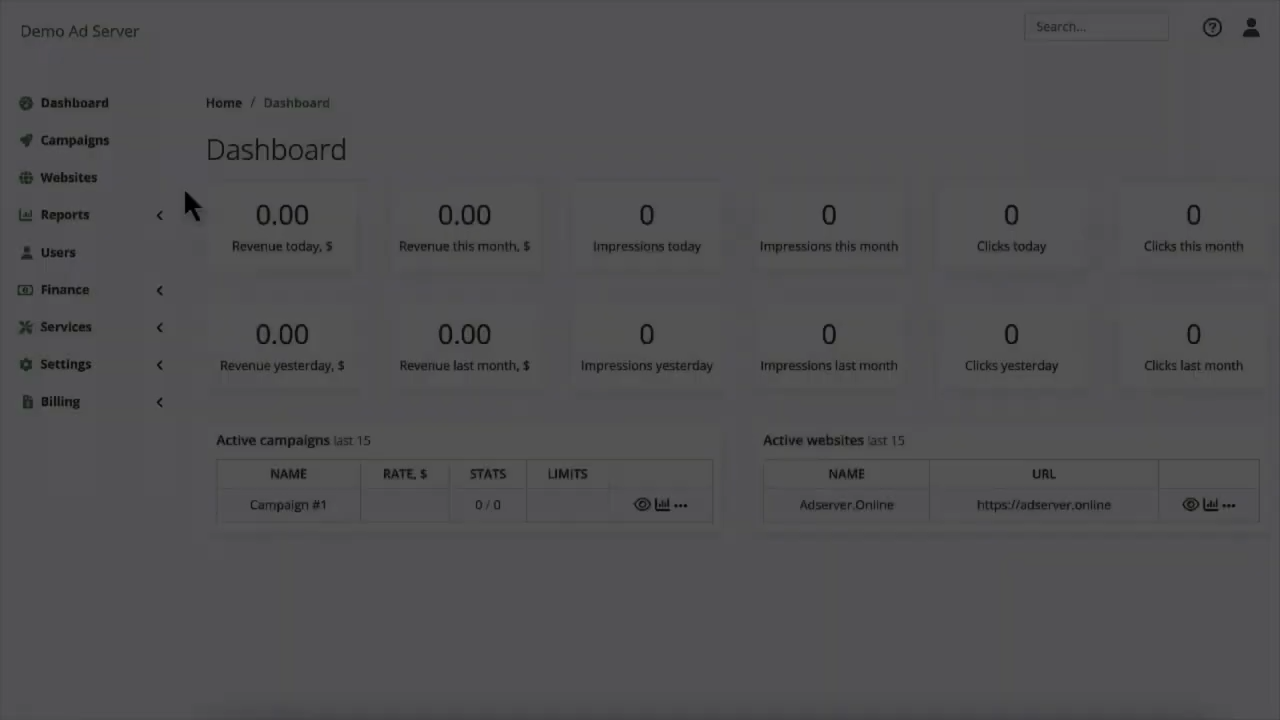 Demo Ad Server
Search...
Dashboard
Campaigns
Websites
Reports
Users
Finance
Services
Settings
Billing
Home / Dashboard
Dashboard
0.00 0.00 0 0 0 0
Revenue today, $ Revenue this month, $ Impressions today Impressions this month Clicks today Clicks this month
0.00 0.00 0 0 0 0
Revenue yesterday, $ Revenue last month, $ Impressions yesterday Impressions last month Clicks yesterday Clicks last month
Active campaigns last 15
NAME RATE, $ STATS LIMITS
Campaign #1 0 / 0
Active websites last 15
NAME URL
Adserver.Online https://adserver.online